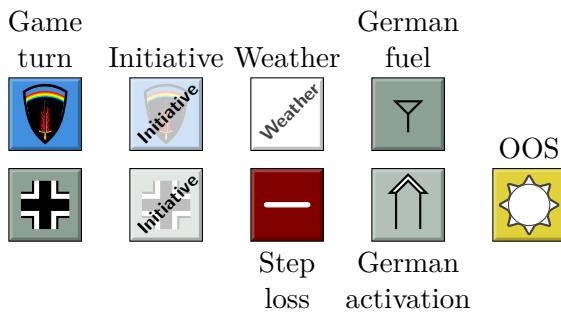 Game
turn
Initiative
Weather
German
fuel
Initiative
Weather
OOS
Initiative
Step
loss
German
activation